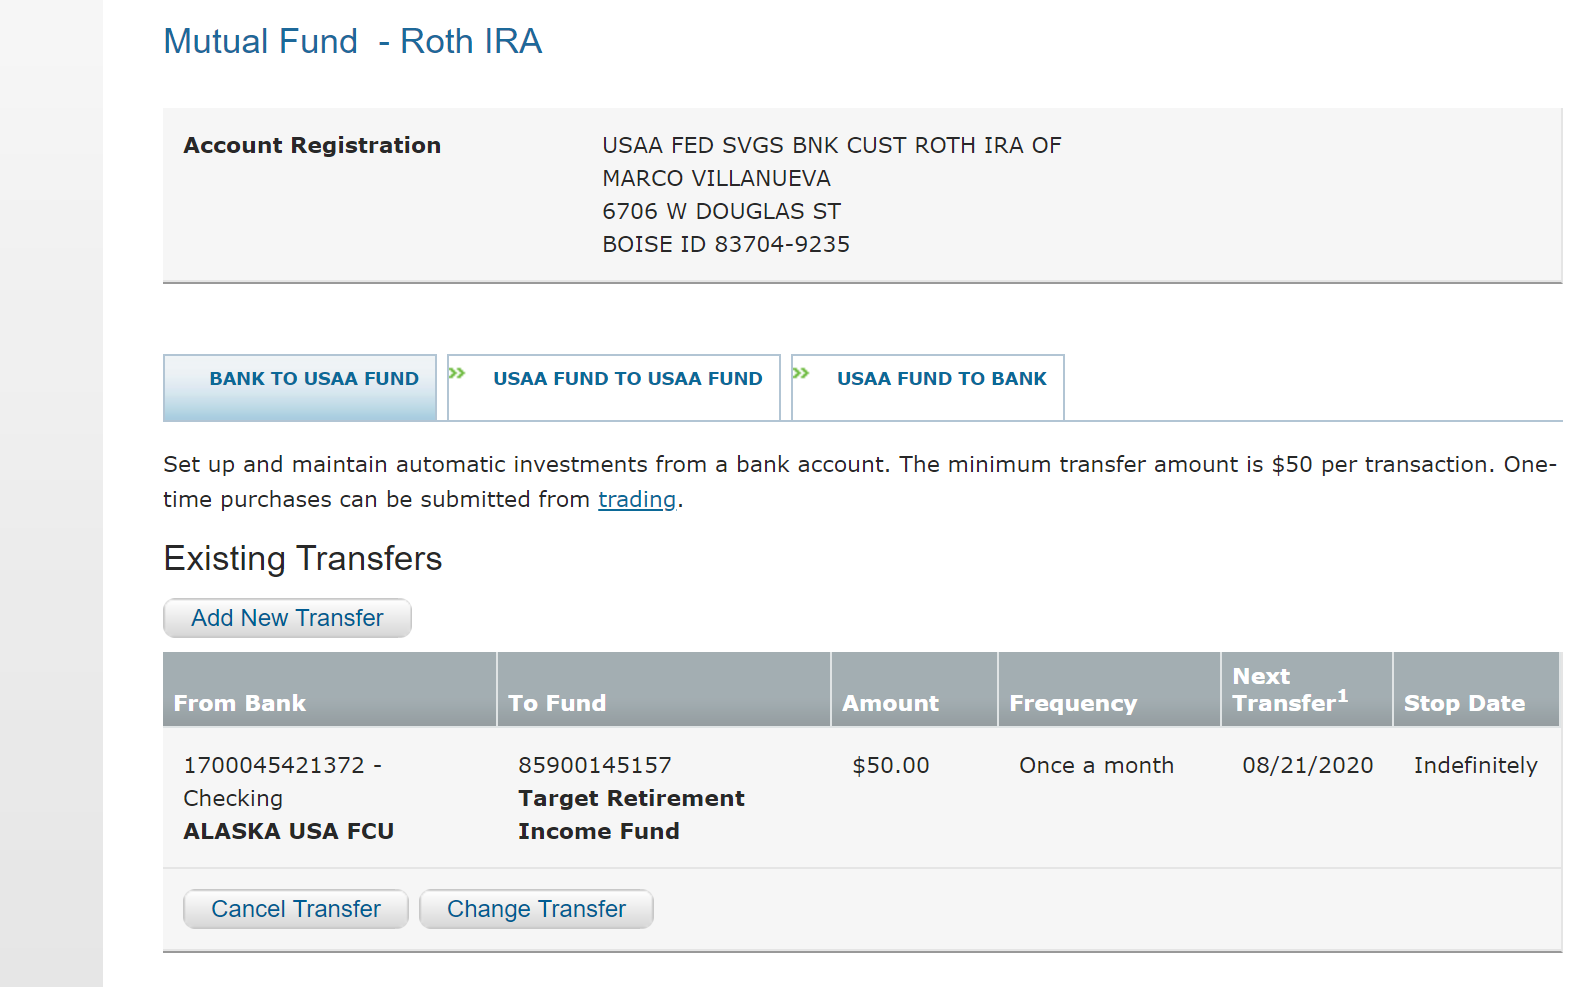 Mutual Fund - Roth IRA
Account Registration
USAA FED SVGS BNK CUST ROTH IRA OF
MARCO VILLANUEVA
6706 W DOUGLAS ST
BOISE ID 83704-9235
BANK TO USAA FUND
USAA FUND TO USAA FUND
USAA FUND TO BANK
Set up and maintain automatic investments from a bank account. The minimum transfer amount is $50 per transaction. One-
time purchases can be submitted from trading.
Existing Transfers
Add New Transfer
From Bank
To Fund
Amount
Frequency
Next
Transfer1
Stop Date
1700045421372 -
Checking
ALASKA USA FCU
85900145157
Target Retirement
Income Fund
$50.00
Once a month
08/21/2020
Indefinitely
Cancel Transfer
Change Transfer